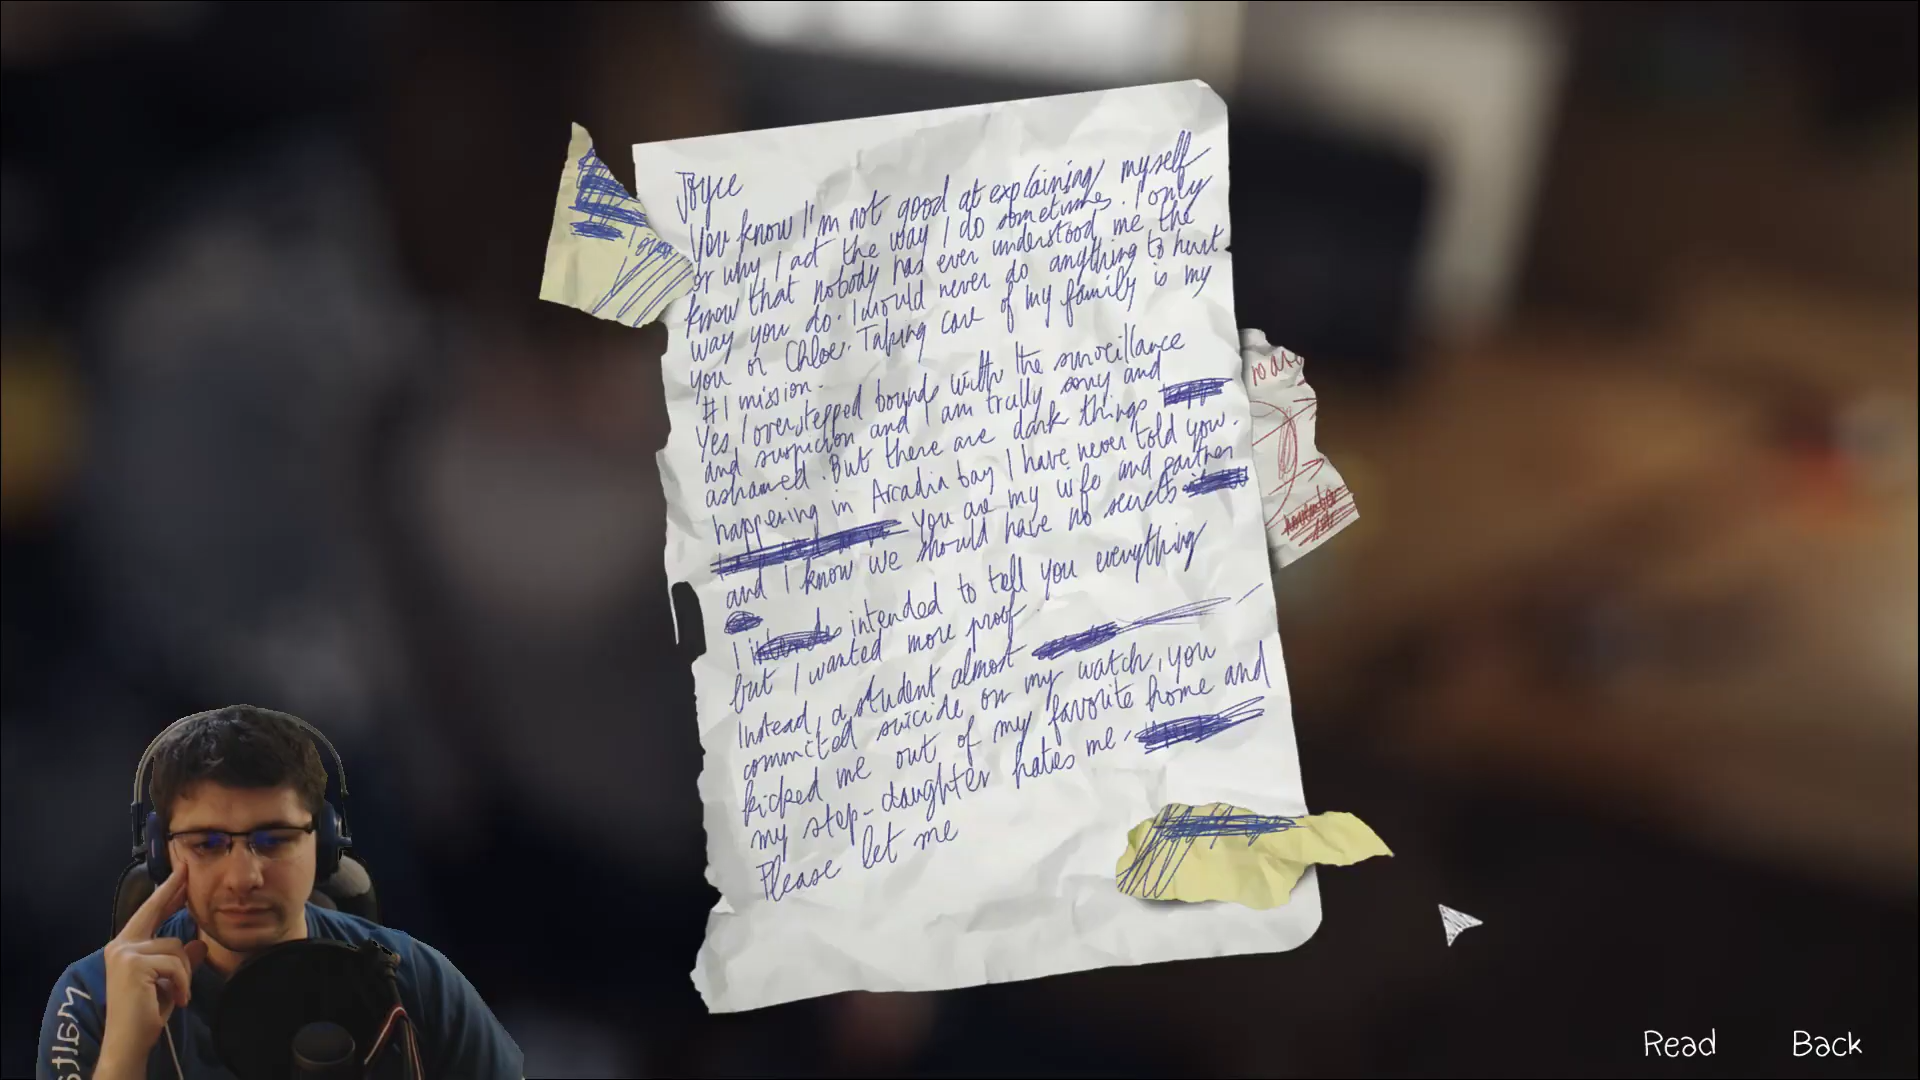 Joyce
You know I'm not good at explaining myself
or why I act the way I do sometimes. I only
know that nobody has ever understood me the
way you do. I would never do anything to hurt
you or Chloe. Taking care of my family is my
#1 mission.
Yes I overstepped bounds with the surveillance
and suspicion and I am trully sorry and
ashamed. But there are dark things
happening in Arcadia bay I have never told you.
You are my wife and partner
and I know we should have no secrets
I intended to tell you everything
but I wanted more proof.
Instead, a student almost
committed suicide on my watch, you
kicked me out of my favorite home and
my step-daughter hates me.
Please let me
Read
Back